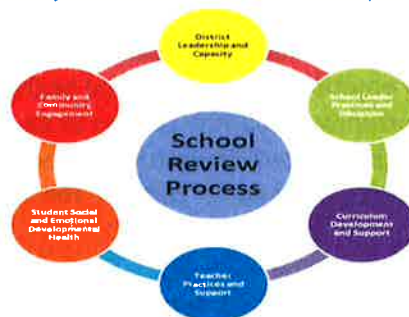 District
Leadership and
Capacity
School Leader
Practices and
Decisions
Curriculum
Development
and Support
Teacher
Practices and
Support
Student Social
and Emotional
Developmental
Health
Family and
Community
Engagement
School
Review
Process